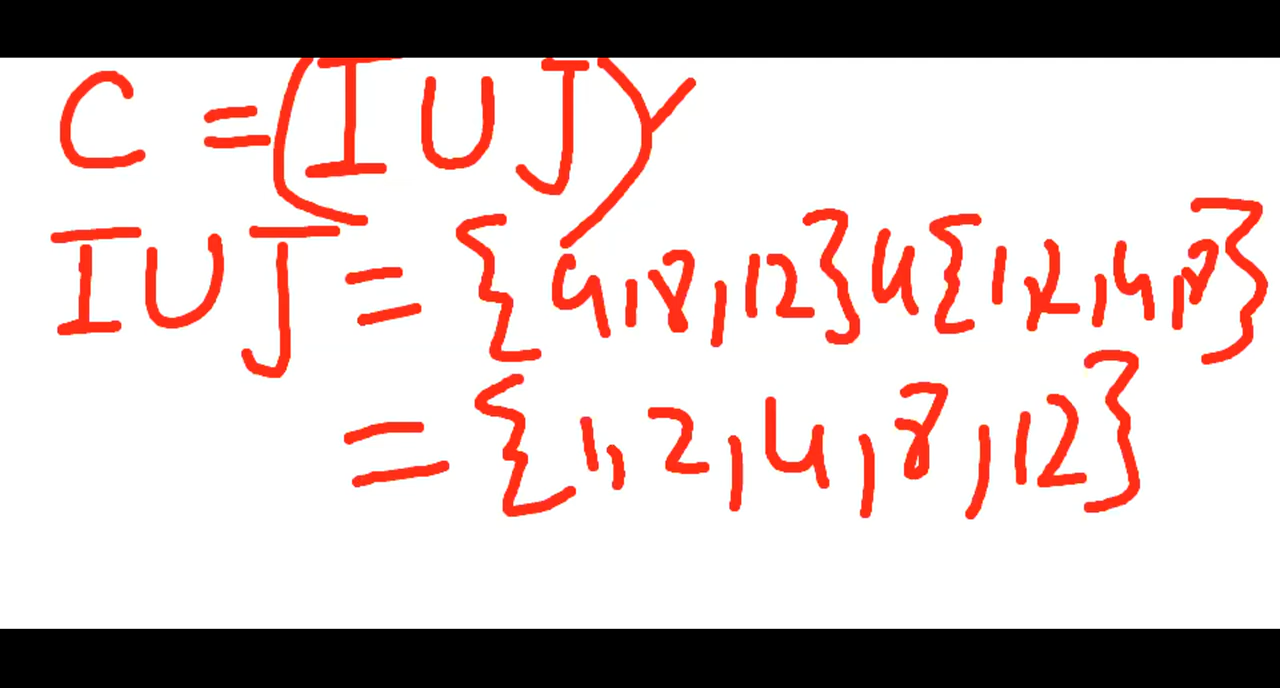 C = (I U J)'
I U J = {4,8,12} U {1,2,4,8}
= {1,2,4,8,12}